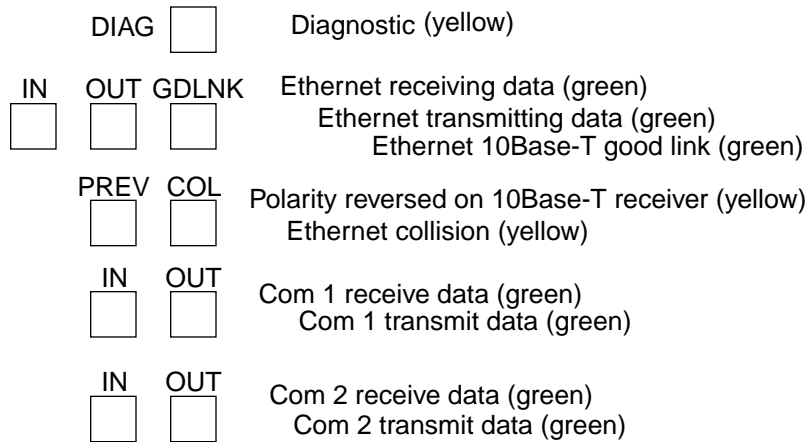 DIAG Diagnostic (yellow)
IN OUT GDLNK Ethernet receiving data (green)
Ethernet transmitting data (green)
Ethernet 10Base-T good link (green)
PREV COL Polarity reversed on 10Base-T receiver (yellow)
Ethernet collision (yellow)
IN OUT Com 1 receive data (green)
Com 1 transmit data (green)
IN OUT Com 2 receive data (green)
Com 2 transmit data (green)